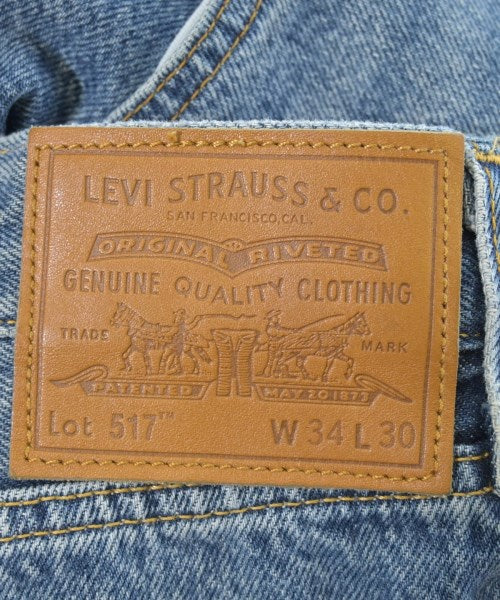 LEVI STRAUSS & CO.
SAN FRANCISCO, CAL.
ORIGINAL RIVETED
GENUINE QUALITY CLOTHING
TRADE MARK
PATENTED MAY 20 1873
Lot 517™ W 34 L 30